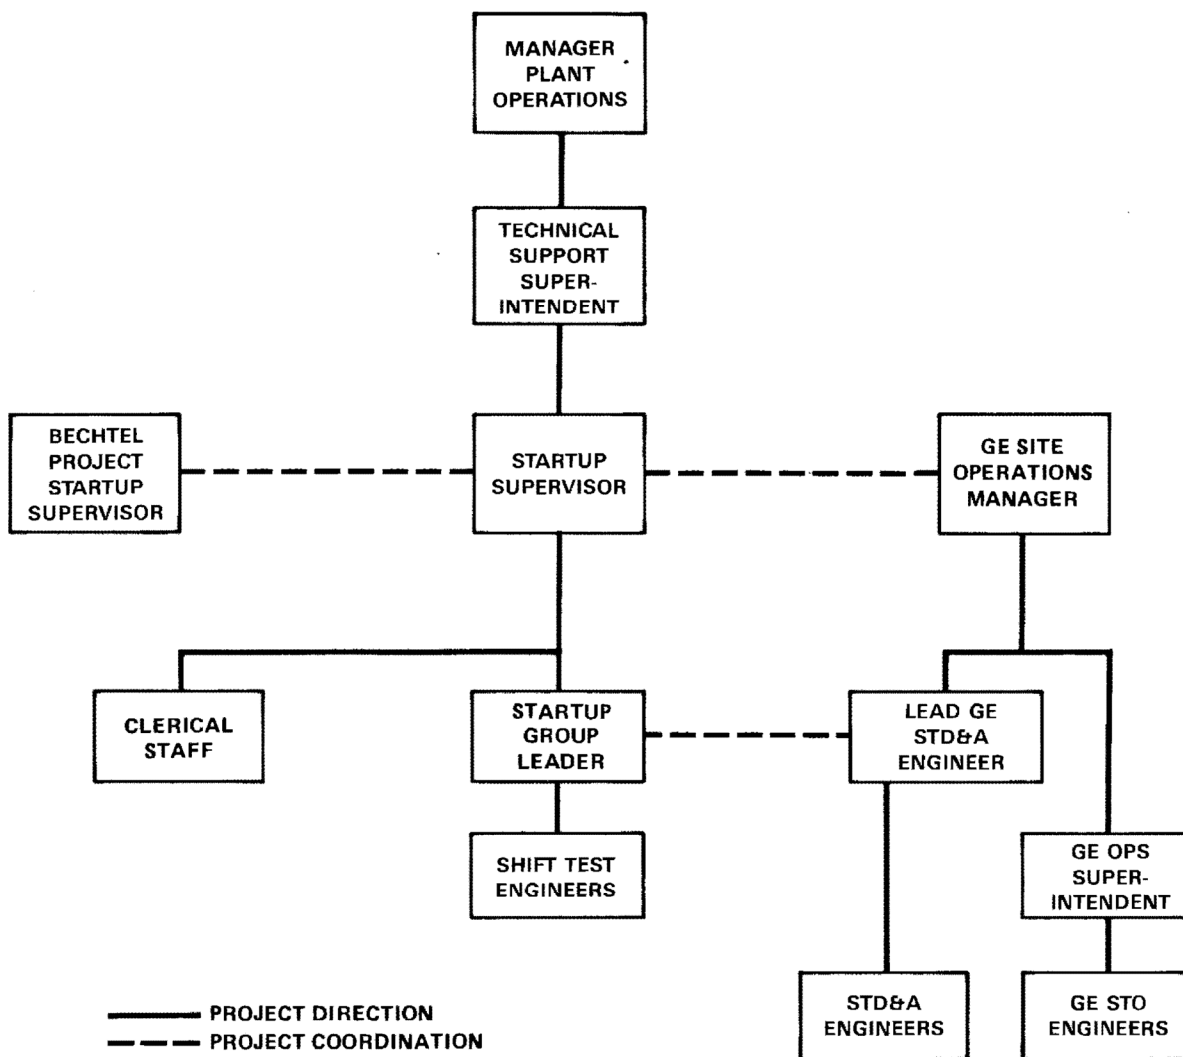 MANAGER
PLANT
OPERATIONS
TECHNICAL
SUPPORT
SUPER-
INTENDENT
BECHTEL
PROJECT
STARTUP
SUPERVISOR
STARTUP
SUPERVISOR
GE SITE
OPERATIONS
MANAGER
CLERICAL
STAFF
STARTUP
GROUP
LEADER
LEAD GE
STD&A
ENGINEER
SHIFT TEST
ENGINEERS
GE OPS
SUPER-
INTENDENT
STD&A
ENGINEERS
GE STO
ENGINEERS
PROJECT DIRECTION
PROJECT COORDINATION